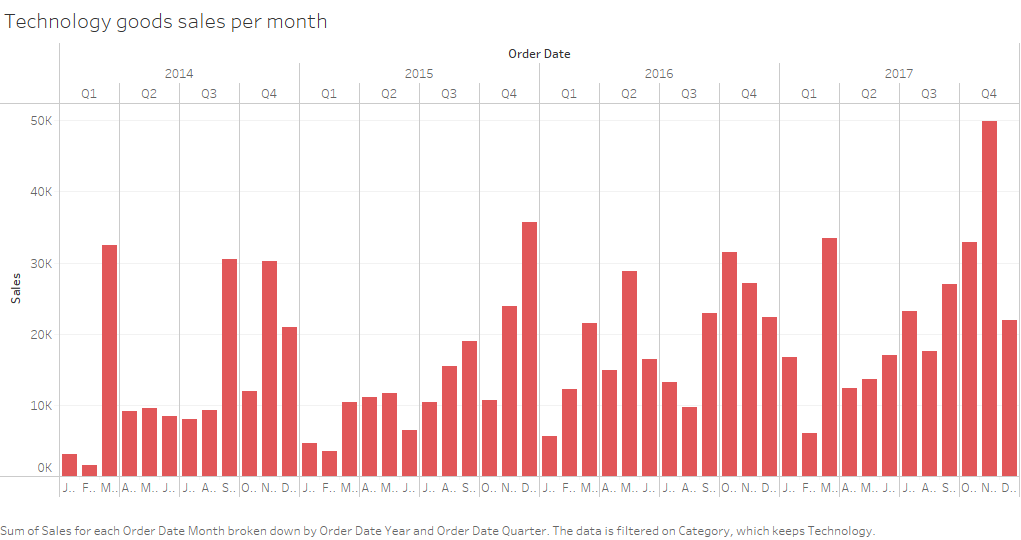 Technology goods sales per month
Order Date
2014 2015 2016 2017
Q1 Q2 Q3 Q4 Q1 Q2 Q3 Q4 Q1 Q2 Q3 Q4 Q1 Q2 Q3 Q4
50K
40K
30K
20K
10K
0K
Sales
J.. F.. M.. A.. M.. J.. J.. A.. S.. O.. N.. D.. J.. F.. M.. A.. M.. J.. J.. A.. S.. O.. N.. D.. J.. F.. M.. A.. M.. J.. J.. A.. S.. O.. N.. D.. J.. F.. M.. A.. M.. J.. J.. A.. S.. O.. N.. D..
Sum of Sales for each Order Date Month broken down by Order Date Year and Order Date Quarter. The data is filtered on Category, which keeps Technology.